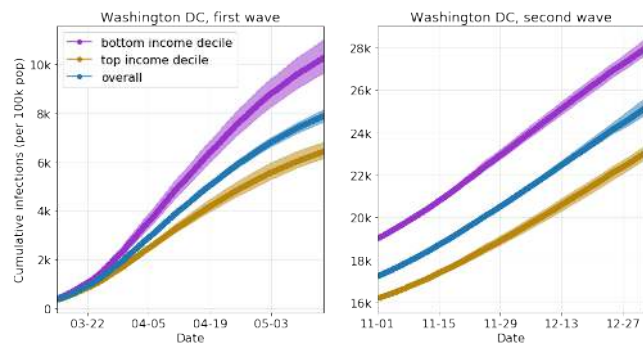 Washington DC, first wave
Washington DC, second wave
bottom income decile
top income decile
overall
Cumulative infections (per 100k pop)
10k
8k
6k
4k
2k
0
03-22 04-05 04-19 05-03
Date
28k
26k
24k
22k
20k
18k
16k
11-01 11-15 11-29 12-13 12-27
Date